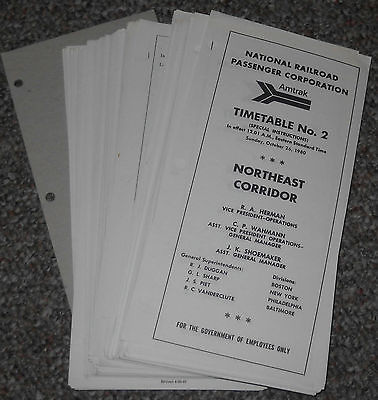 NATIONAL RAILROAD
PASSENGER CORPORATION
Amtrak
TIMETABLE No. 2
(SPECIAL INSTRUCTIONS)
In effect 12.01 A.M., Eastern Standard Time
Sunday, October 26, 1980
* * *
NORTHEAST
CORRIDOR
R. A. HERMAN
VICE PRESIDENT-OPERATIONS
C. P. WAHMANN
ASST. VICE PRESIDENT OPERATIONS-
GENERAL MANAGER
J. K. SHOEMAKER
ASST. GENERAL MANAGER
General Superintendents: Divisions:
R. J. DUGGAN BOSTON
G. L. SHARP NEW YORK
J. S. PIET PHILADELPHIA
R. C. VANDERCLUTE BALTIMORE
* * *
FOR THE GOVERNMENT OF EMPLOYEES ONLY